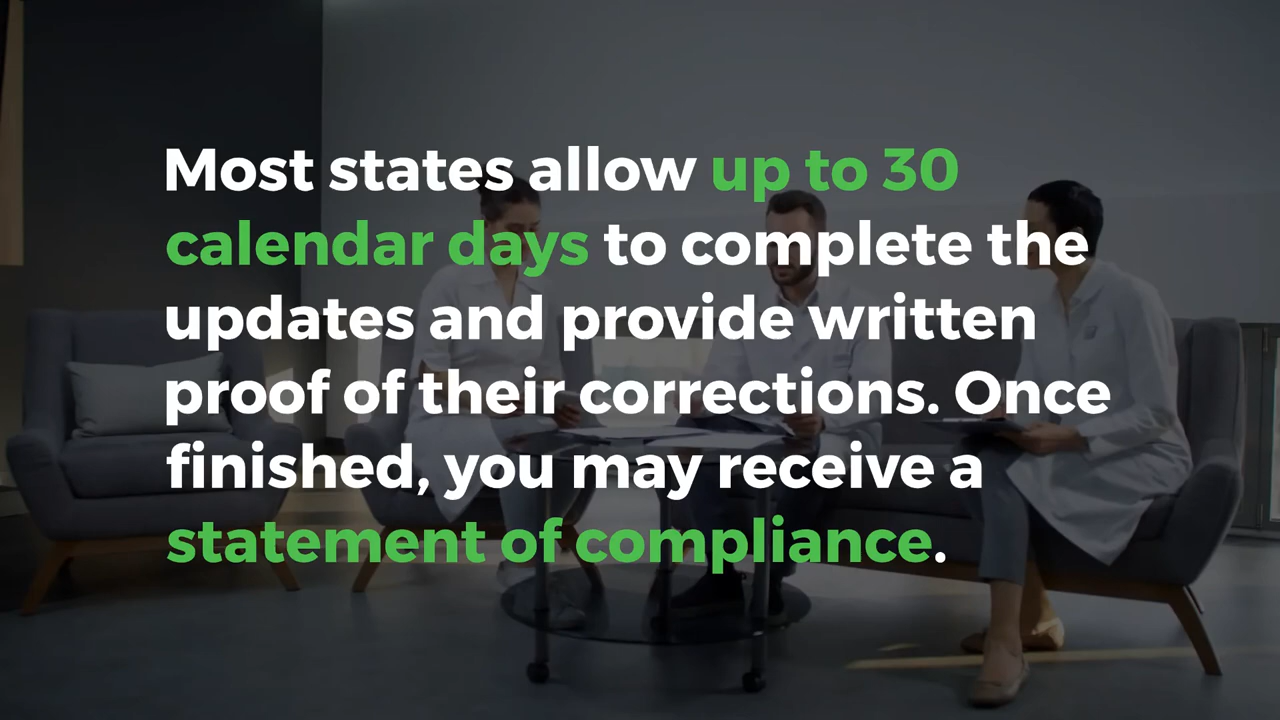 Most states allow up to 30
calendar days to complete the
updates and provide written
proof of their corrections. Once
finished, you may receive a
statement of compliance.